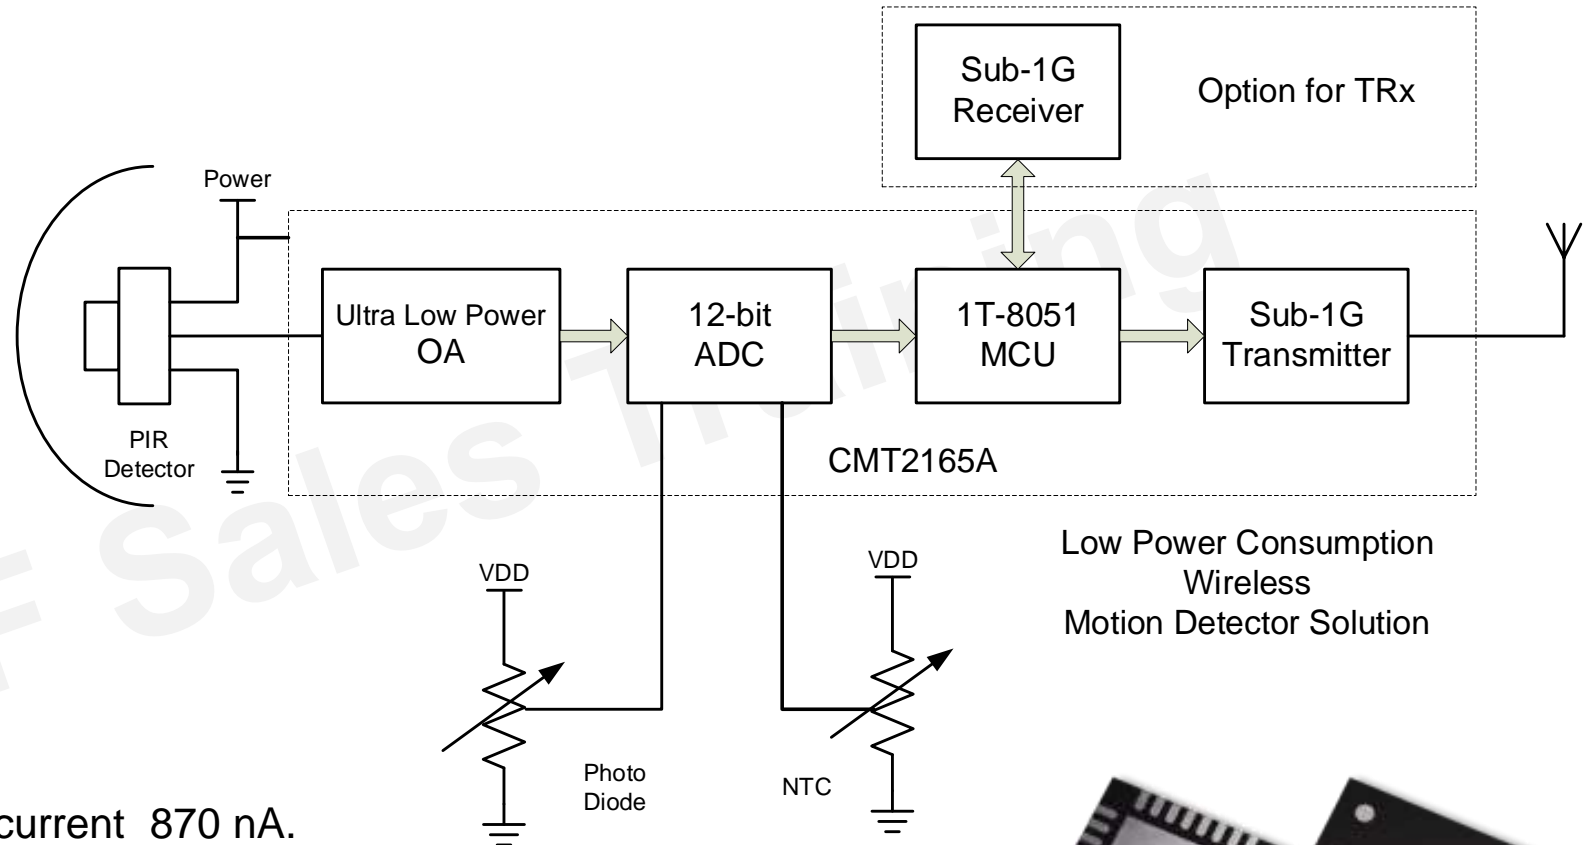 Sub-1G
Receiver
Option for TRx
Power
Ultra Low Power
OA
12-bit
ADC
1T-8051
MCU
Sub-1G
Transmitter
PIR
Detector
CMT2165A
VDD
VDD
Low Power Consumption
Wireless
Motion Detector Solution
Photo
Diode
NTC
current 870 nA.
F Sales Training